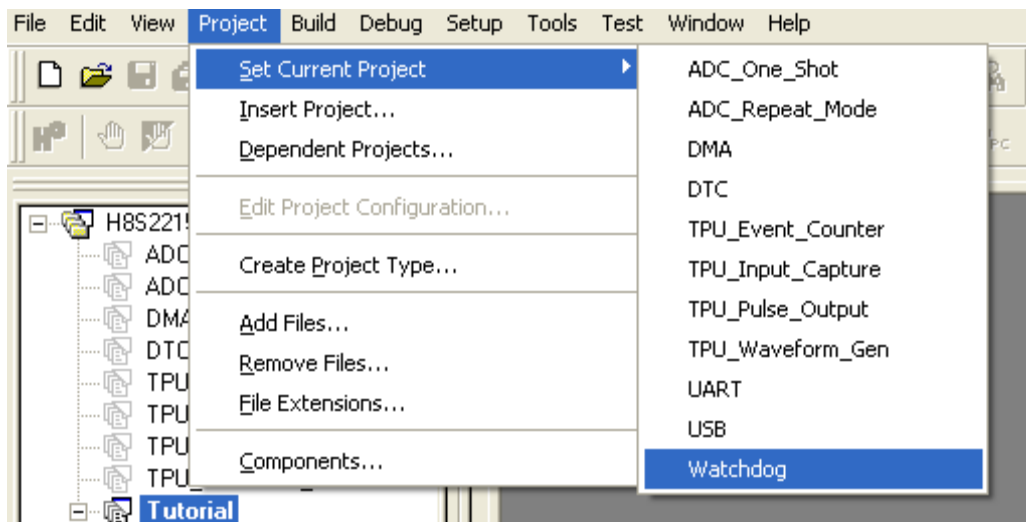 File Edit View Project Build Debug Setup Tools Test Window Help
Set Current Project
Insert Project...
Dependent Projects...
Edit Project Configuration...
Create Project Type...
Add Files...
Remove Files...
File Extensions...
Components...
ADC_One_Shot
ADC_Repeat_Mode
DMA
DTC
TPU_Event_Counter
TPU_Input_Capture
TPU_Pulse_Output
TPU_Waveform_Gen
UART
USB
Watchdog
H8S221
ADC
ADC
DMA
DTC
TPU
TPU
TPU
TPU_
Tutorial